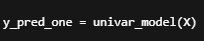 y_pred_one = univar_model(X)